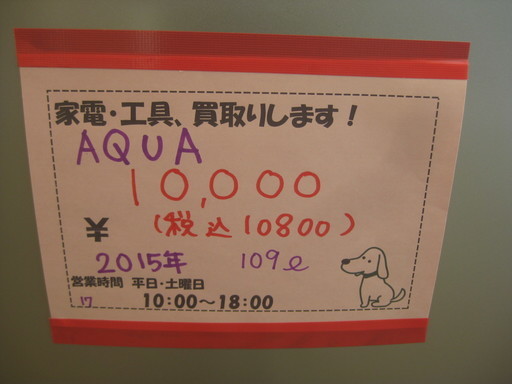 家電・工具、買取りします！
AQUA
10,000
¥ (税込10800)
2015年 109ℓ
営業時間 平日・土曜日
17 10:00～18:00